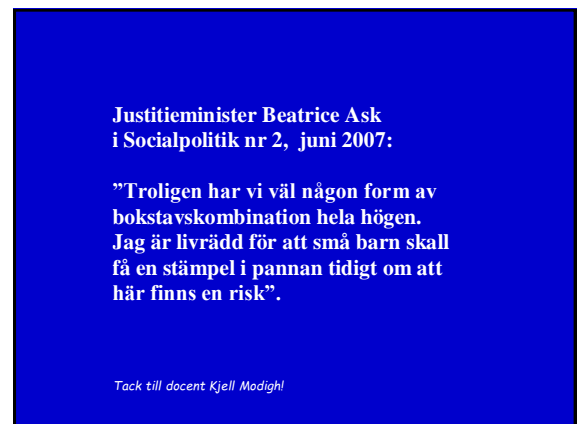 Justitieminister Beatrice Ask
i Socialpolitik nr 2,  juni 2007:
”Troligen har vi väl någon form av
bokstavskombination hela högen.
Jag är livrädd för att små barn skall
få en stämpel i pannan tidigt om att
här finns en risk”.
Tack till docent Kjell Modigh!